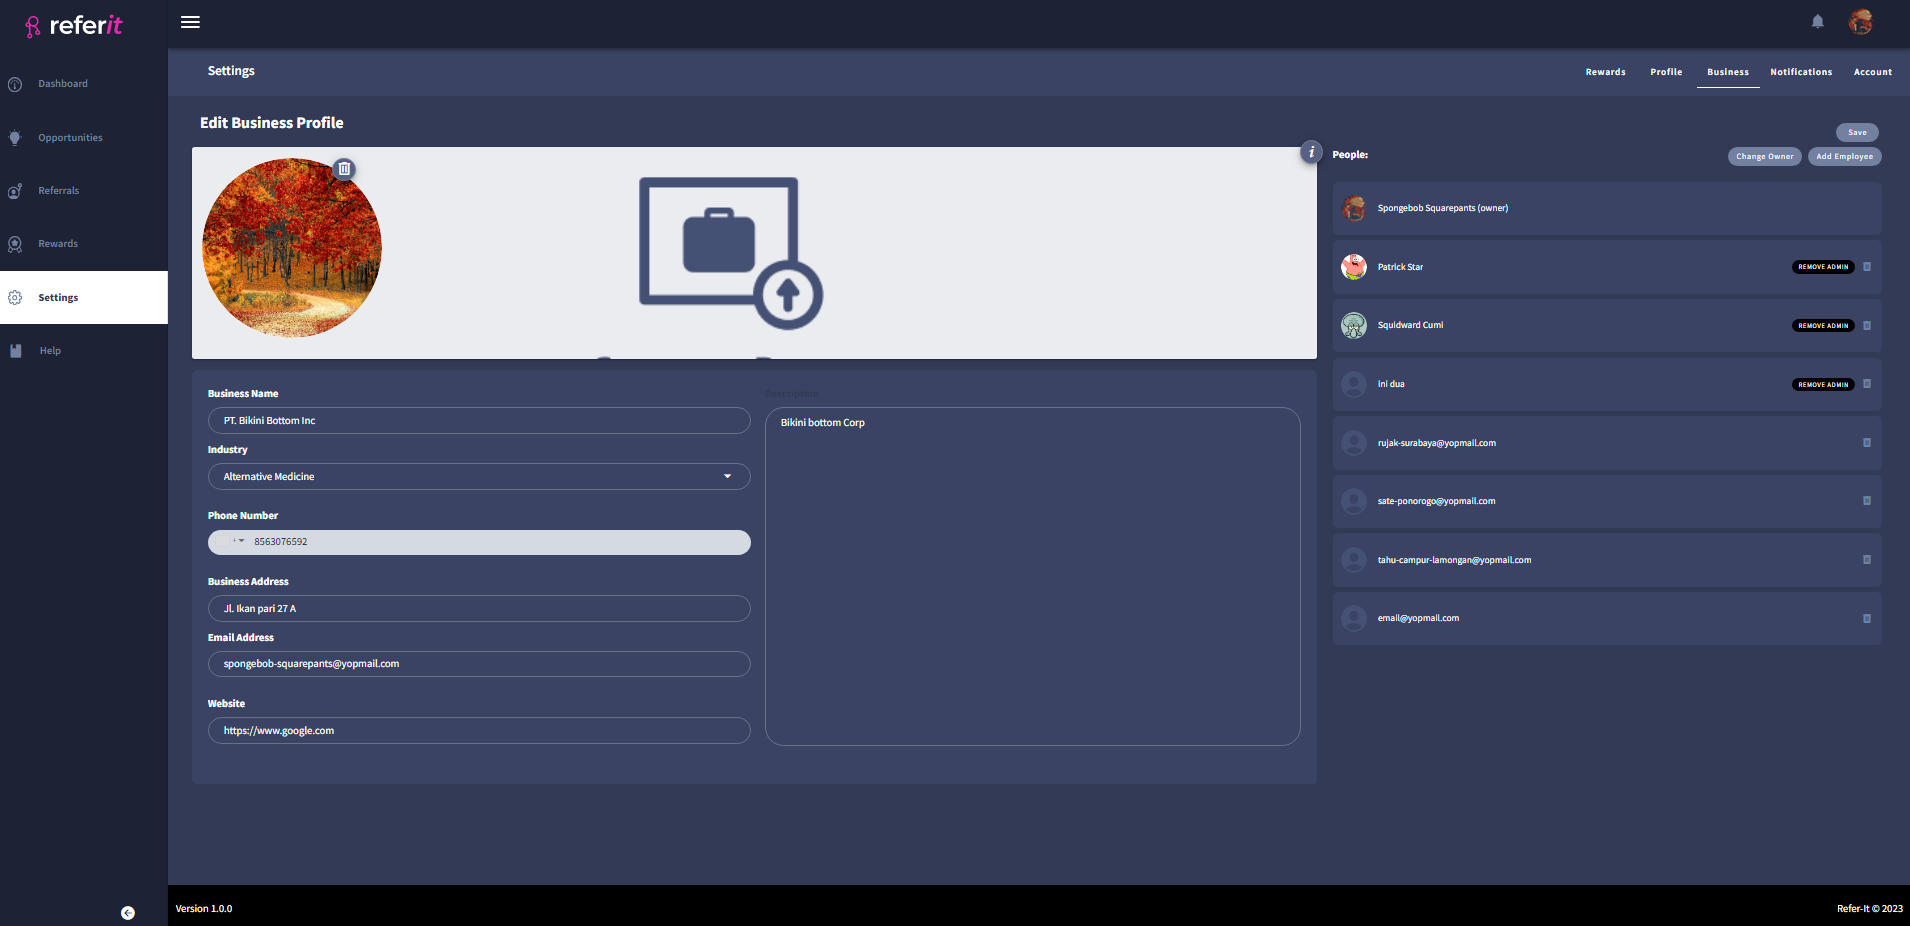 referit
Dashboard
Opportunities
Referrals
Rewards
Settings
Help
Settings
Rewards
Profile
Business
Notifications
Account
Edit Business Profile
Save
i
People:
Change Owner
Add Employee
Spongebob Squarepants (owner)
Patrick Star
REMOVE ADMIN
Squidward Cumi
REMOVE ADMIN
ini dua
REMOVE ADMIN
rujak-surabaya@yopmail.com
sate-ponorogo@yopmail.com
tahu-campur-lamongan@yopmail.com
email@yopmail.com
Business Name
PT. Bikini Bottom Inc
Industry
Alternative Medicine
Phone Number
+ 8563076592
Business Address
Jl. Ikan pari 27 A
Email Address
spongebob-squarepants@yopmail.com
Website
https://www.google.com
Description
Bikini bottom Corp
Version 1.0.0
Refer-It © 2023